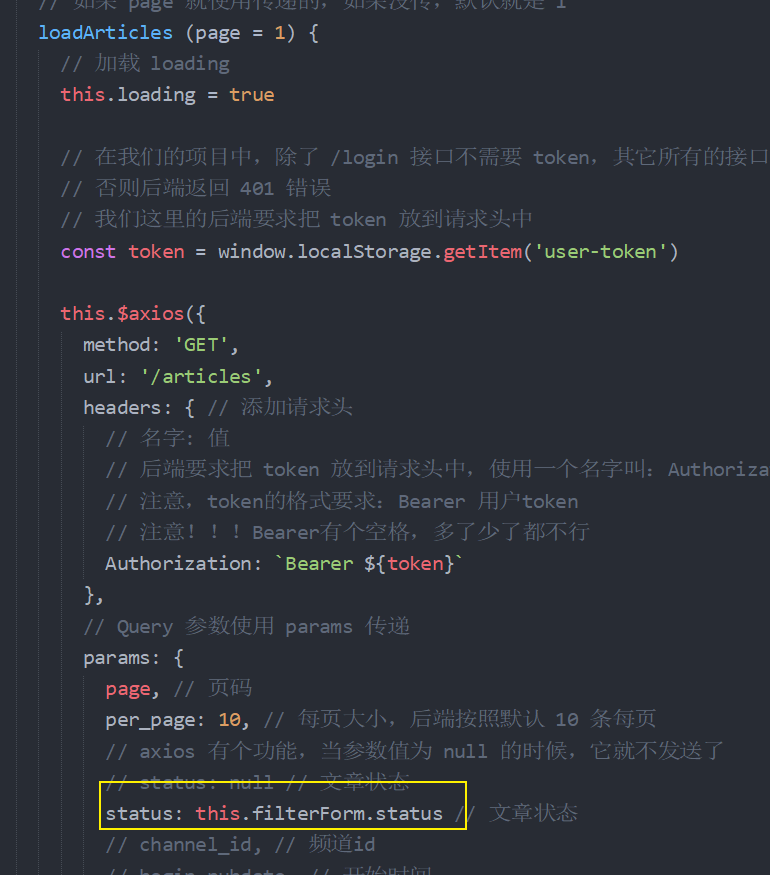 // 如果 page 就使用传递的，如果没传，默认就是 1
loadArticles (page = 1) {
// 加载 loading
this.loading = true
// 在我们的项目中，除了 /login 接口不需要 token，其它所有的接口
// 否则后端返回 401 错误
// 我们这里的后端要求把 token 放到请求头中
const token = window.localStorage.getItem('user-token')
this.$axios({
method: 'GET',
url: '/articles',
headers: { // 添加请求头
// 名字: 值
// 后端要求把 token 放到请求头中，使用一个名字叫: Authoriza
// 注意，token的格式要求: Bearer 用户token
// 注意！！！Bearer有个空格，多了少了都不行
Authorization: `Bearer ${token}`
},
// Query 参数使用 params 传递
params: {
page, // 页码
per_page: 10, // 每页大小，后端按照默认 10 条每页
// axios 有个功能，当参数值为 null 的时候，它就不发送了
// status: null // 文章状态
status: this.filterForm.status // 文章状态
// channel_id, // 频道id
// begin_pubdate, // 开始时间